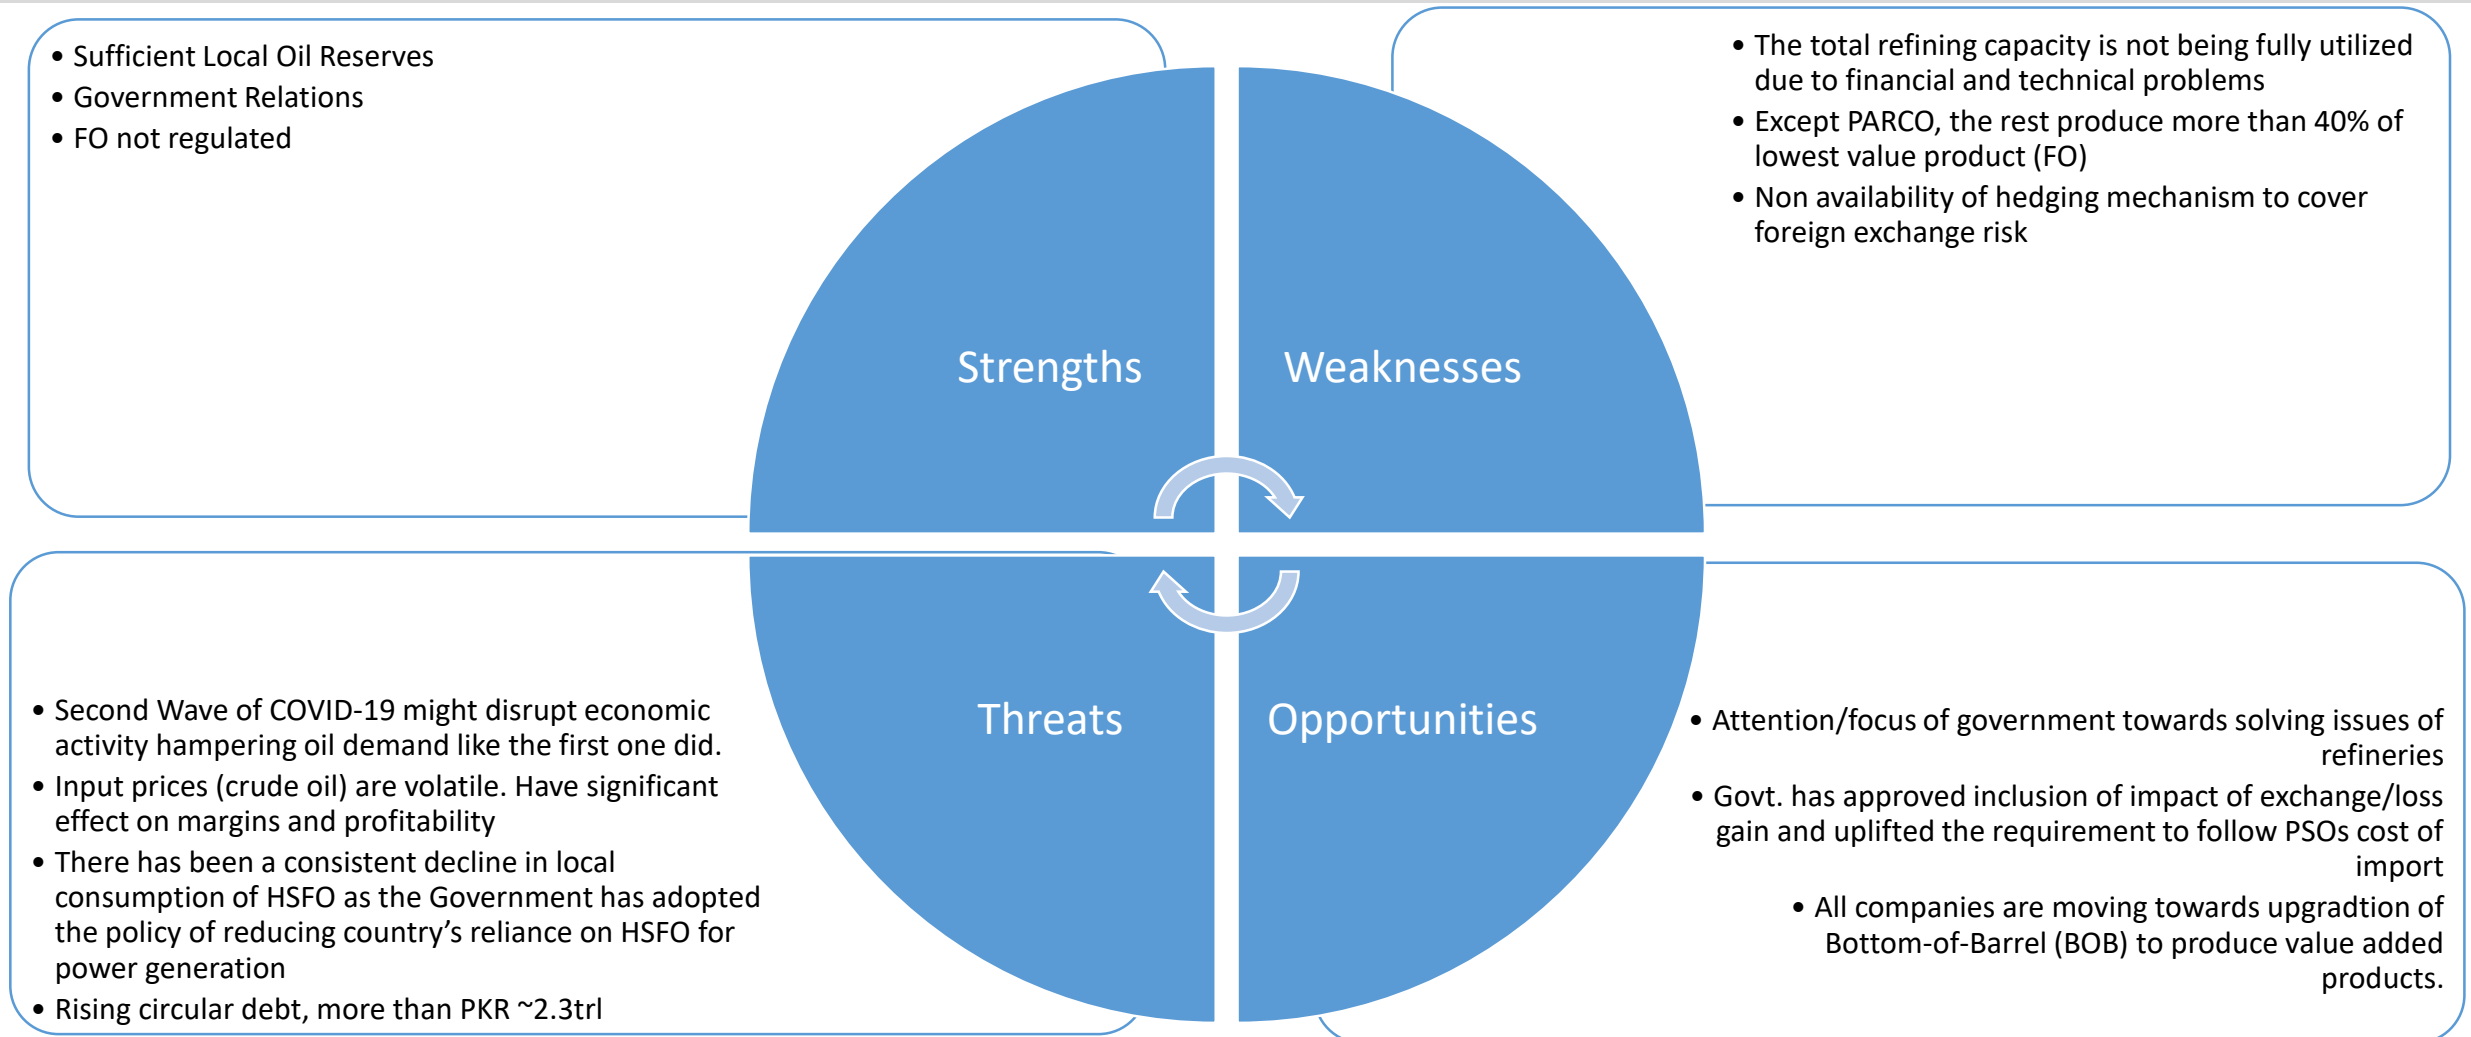 • Sufficient Local Oil Reserves
• Government Relations
• FO not regulated
• The total refining capacity is not being fully utilized
due to financial and technical problems
• Except PARCO, the rest produce more than 40% of
lowest value product (FO)
• Non availability of hedging mechanism to cover
foreign exchange risk
Strengths
Weaknesses
Threats
Opportunities
• Second Wave of COVID-19 might disrupt economic
activity hampering oil demand like the first one did.
• Input prices (crude oil) are volatile. Have significant
effect on margins and profitability
• There has been a consistent decline in local
consumption of HSFO as the Government has adopted
the policy of reducing country’s reliance on HSFO for
power generation
• Rising circular debt, more than PKR ~2.3trl
• Attention/focus of government towards solving issues of
refineries
• Govt. has approved inclusion of impact of exchange/loss
gain and uplifted the requirement to follow PSOs cost of
import
• All companies are moving towards upgradtion of
Bottom-of-Barrel (BOB) to produce value added
products.